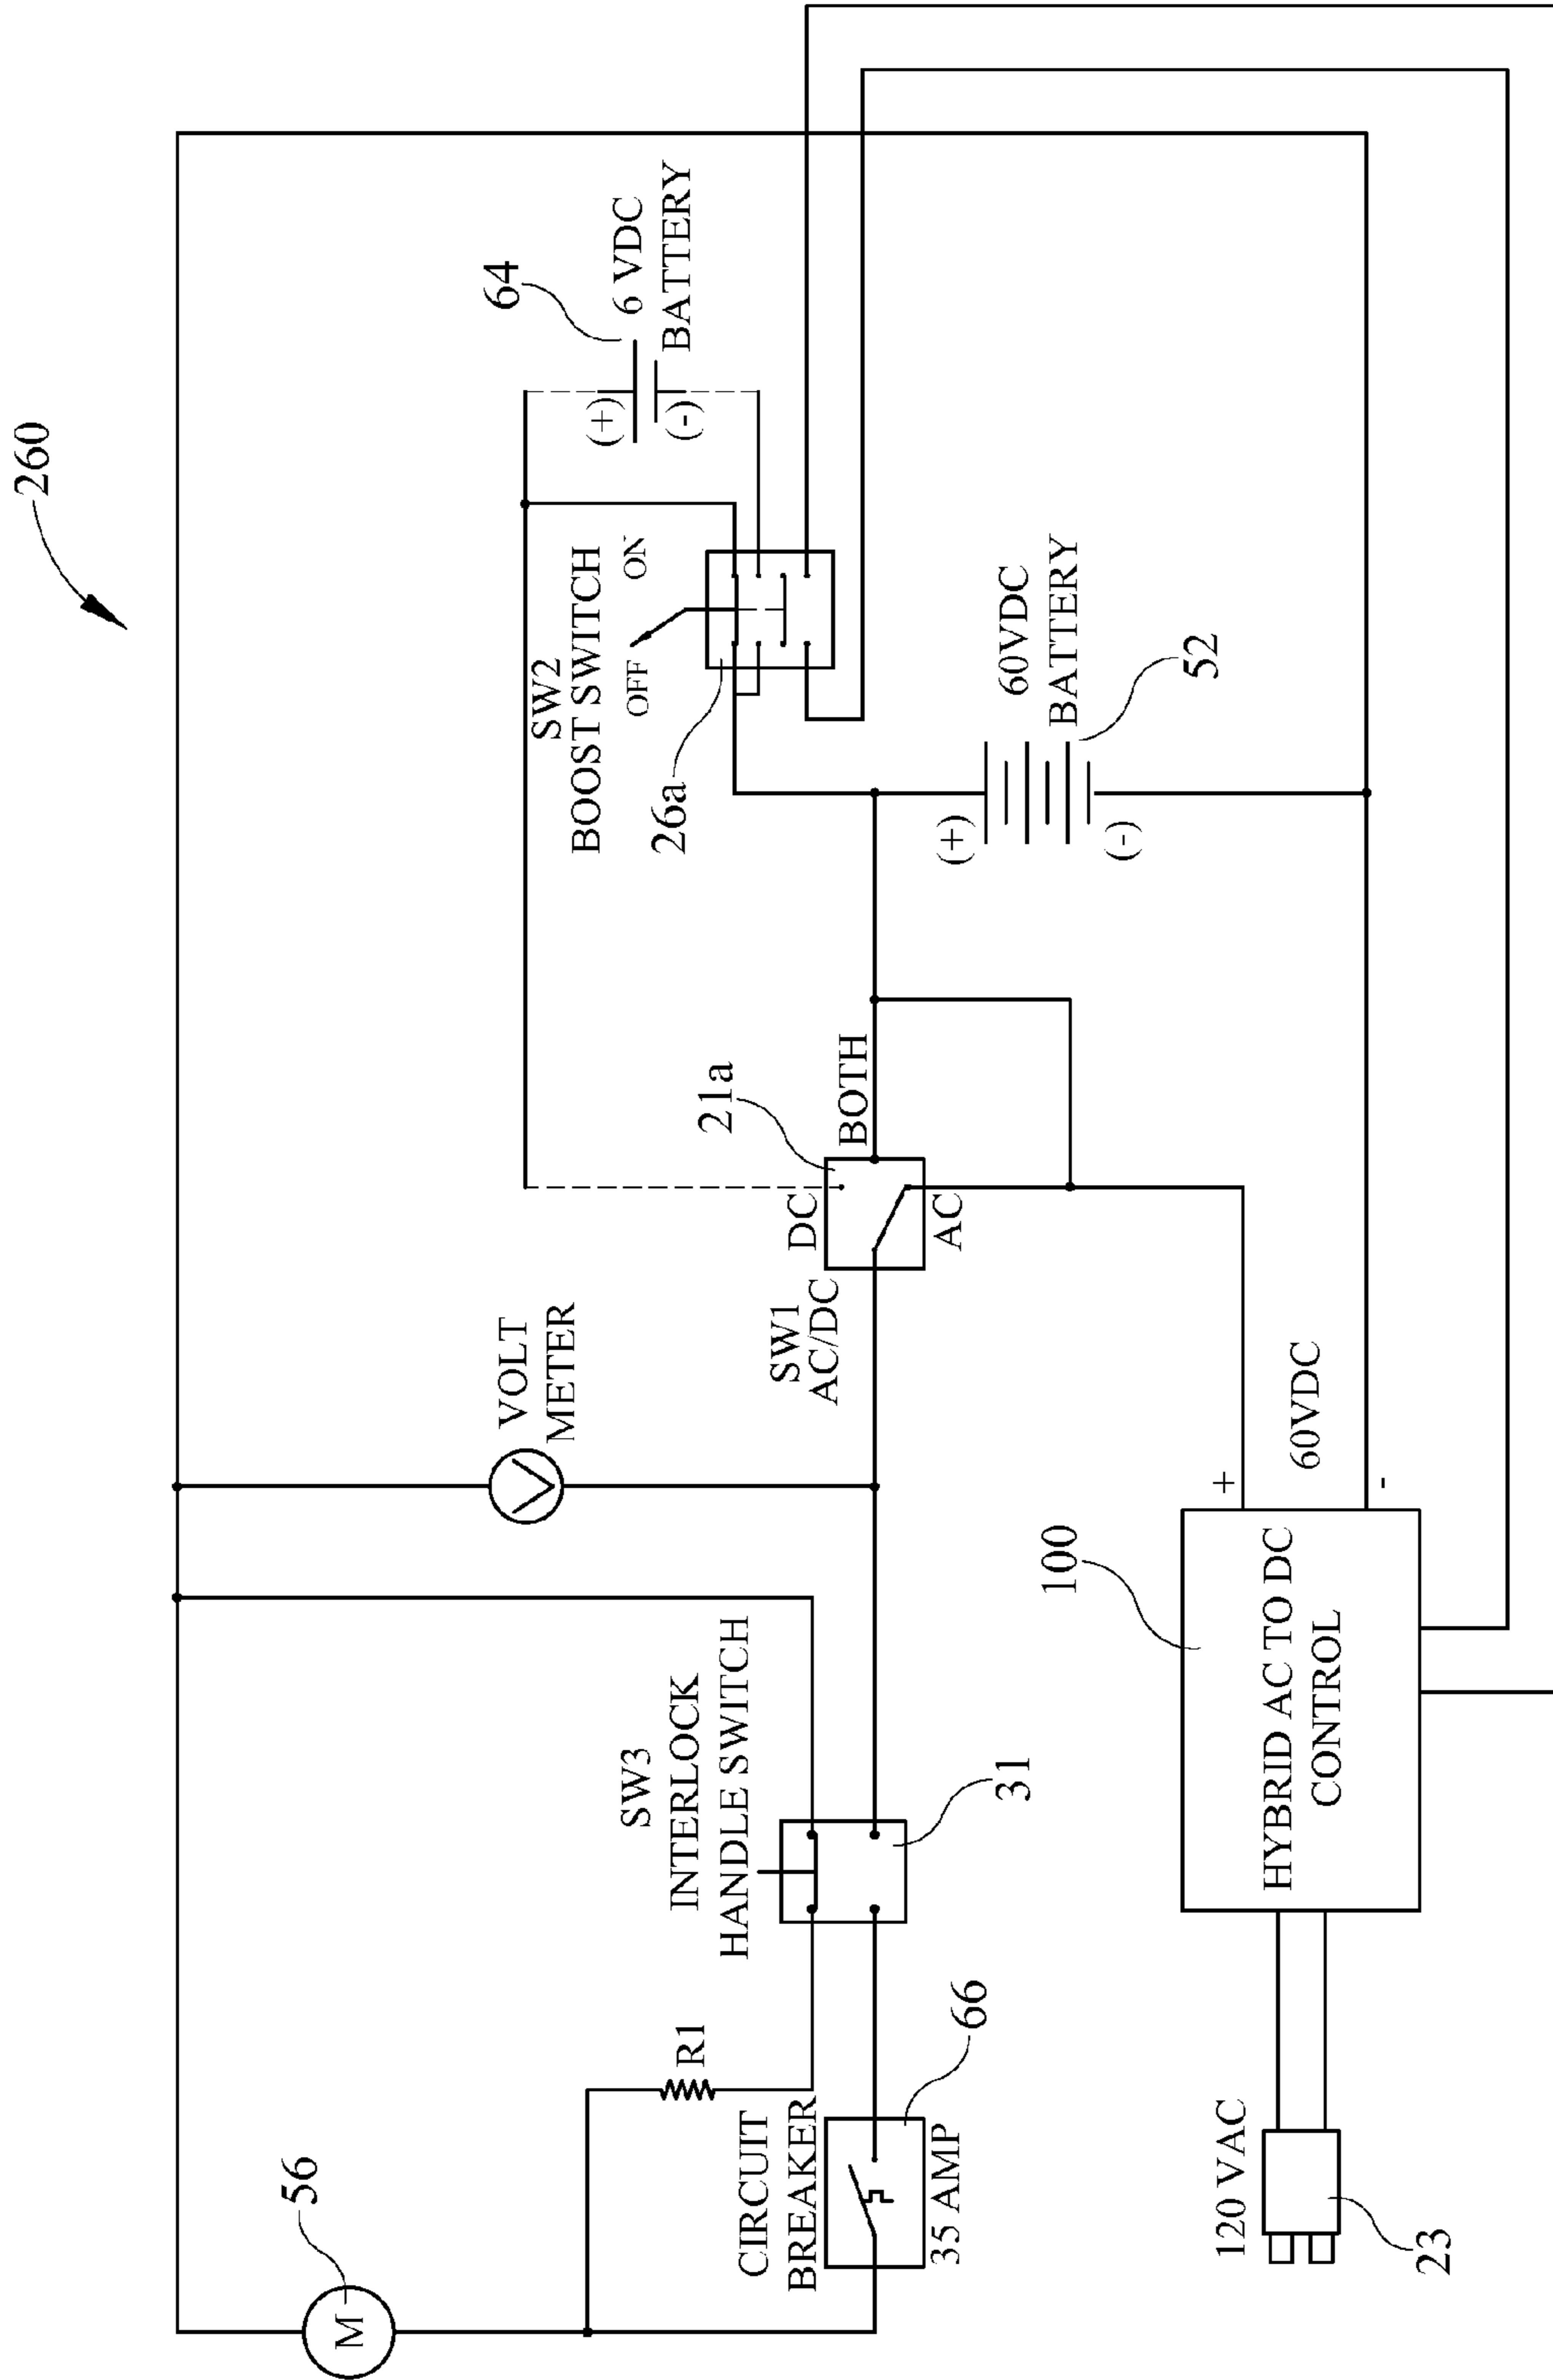 260
64
6 VDC
BATTERY
(+)
(-)
SW2
BOOST SWITCH
OFF
ON
26a
60VDC
BATTERY
(+)
(-)
52
21a
BOTH
DC
AC
SW1
AC/DC
VOLT
METER
V
60VDC
+
-
100
HYBRID AC TO DC
CONTROL
SW3
INTERLOCK
HANDLE SWITCH
31
R1
CIRCUIT
BREAKER
35 AMP
66
56
M
120 VAC
23